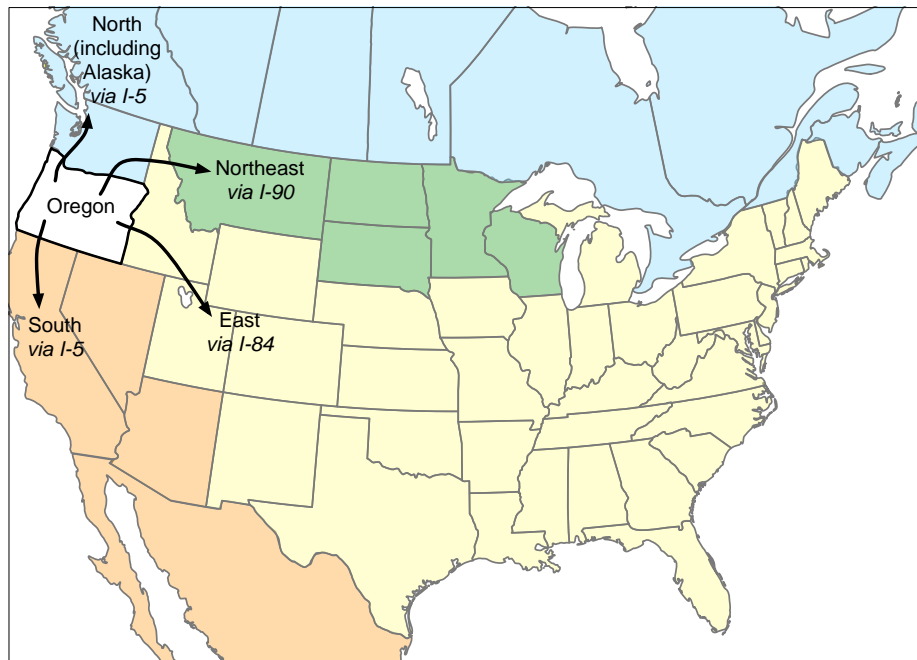 North
(including
Alaska)
via I-5
Northeast
via I-90
Oregon
South
via I-5
East
via I-84